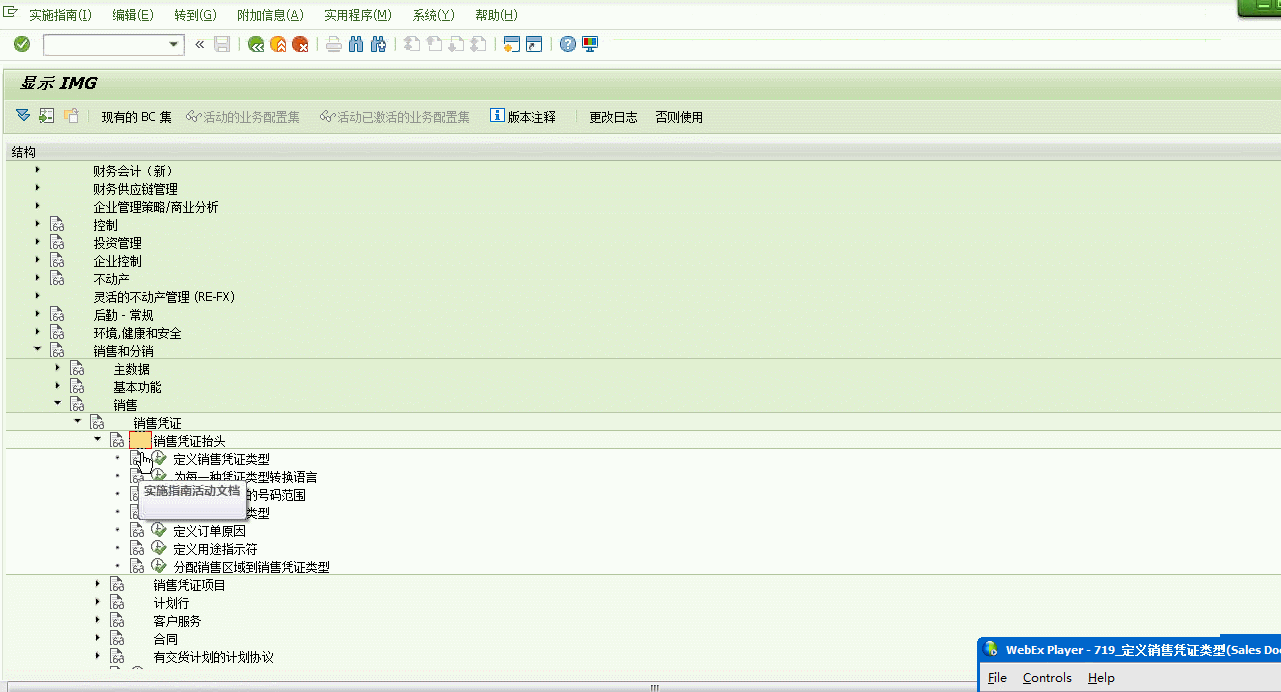 实施指南(I) 编辑(E) 转到(G) 附加信息(A) 实用程序(M) 系统(Y) 帮助(H)
显示 IMG
现有的 BC 集 活动的业务配置集 活动已激活的业务配置集 版本注释 更改日志 否则使用
结构
财务会计（新）
财务供应链管理
企业管理策略/商业分析
控制
投资管理
企业控制
不动产
灵活的不动产管理 (RE-FX)
后勤 - 常规
环境,健康和安全
销售和分销
主数据
基本功能
销售
销售凭证
销售凭证抬头
定义销售凭证类型
为每一种凭证类型转换语言
实施指南活动文档
的号码范围
类型
定义订单原因
定义用途指示符
分配销售区域到销售凭证类型
销售凭证项目
计划行
客户服务
合同
有交货计划的计划协议
WebEx Player - 719_定义销售凭证类型(Sales Do
File Controls Help